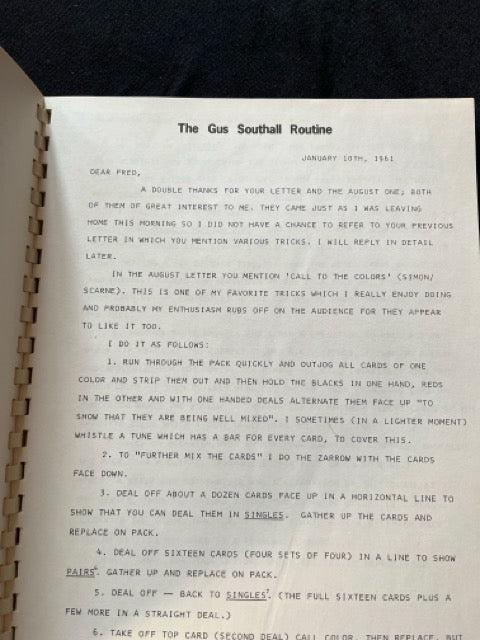 The Gus Southall Routine
JANUARY 10TH, 1961
DEAR FRED,
A DOUBLE THANKS FOR YOUR LETTER AND THE AUGUST ONE; BOTH
OF THEM OF GREAT INTEREST TO ME. THEY CAME JUST AS I WAS LEAVING
HOME THIS MORNING SO I DID NOT HAVE A CHANCE TO REFER TO YOUR PREVIOUS
LETTER IN WHICH YOU MENTION VARIOUS TRICKS. I WILL REPLY IN DETAIL
LATER.
IN THE AUGUST LETTER YOU MENTION 'CALL TO THE COLORS' (SIMON/
SCARNE). THIS IS ONE OF MY FAVORITE TRICKS WHICH I REALLY ENJOY DOING
AND PROBABLY MY ENTHUSIASM RUBS OFF ON THE AUDIENCE FOR THEY APPEAR
TO LIKE IT TOO.
I DO IT AS FOLLOWS:
1. RUN THROUGH THE PACK QUICKLY AND OUTJOG ALL CARDS OF ONE
COLOR AND STRIP THEM OUT AND THEN HOLD THE BLACKS IN ONE HAND, REDS
IN THE OTHER AND WITH ONE HANDED DEALS ALTERNATE THEM FACE UP "TO
SHOW THAT THEY ARE BEING WELL MIXED". I SOMETIMES (IN A LIGHTER MOMENT)
WHISTLE A TUNE WHICH HAS A BAR FOR EVERY CARD, TO COVER THIS.
2. TO "FURTHER MIX THE CARDS" I DO THE ZARROW WITH THE CARDS
FACE DOWN.
3. DEAL OFF ABOUT A DOZEN CARDS FACE UP IN A HORIZONTAL LINE TO
SHOW THAT YOU CAN DEAL THEM IN SINGLES. GATHER UP THE CARDS AND
REPLACE ON PACK.
4. DEAL OFF SIXTEEN CARDS (FOUR SETS OF FOUR) IN A LINE TO SHOW
PAIRS. GATHER UP AND REPLACE ON PACK.
5. DEAL OFF — BACK TO SINGLES. (THE FULL SIXTEEN CARDS PLUS A
FEW MORE IN A STRAIGHT DEAL.)
6. TAKE OFF TOP CARD (SECOND DEAL) CALL COLOR, THEN REPLACE, BUT